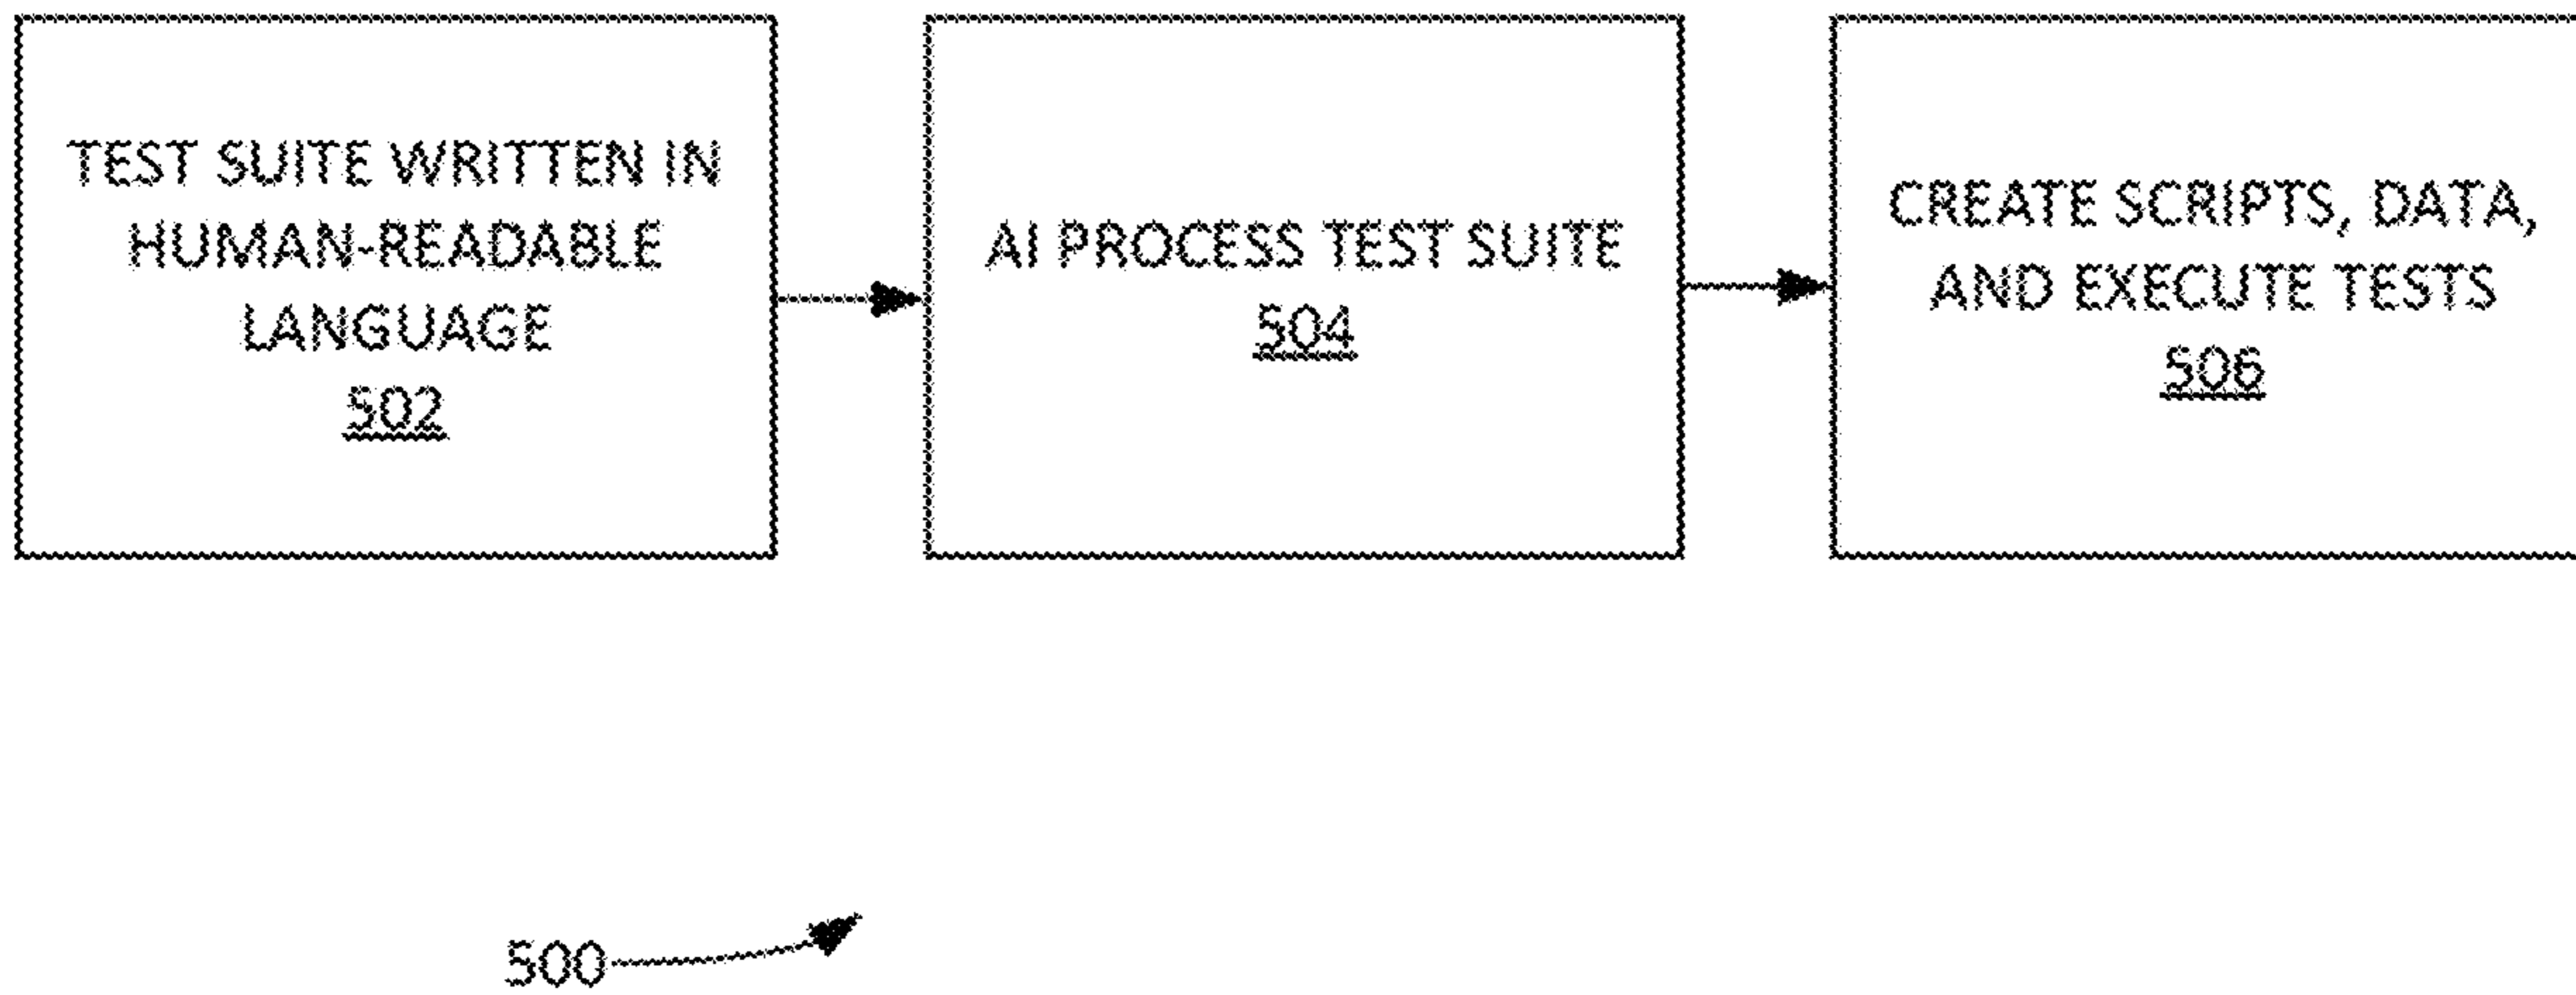 TEST SUITE WRITTEN IN
HUMAN-READABLE
LANGUAGE
502
AI PROCESS TEST SUITE
504
CREATE SCRIPTS, DATA,
AND EXECUTE TESTS
506
500